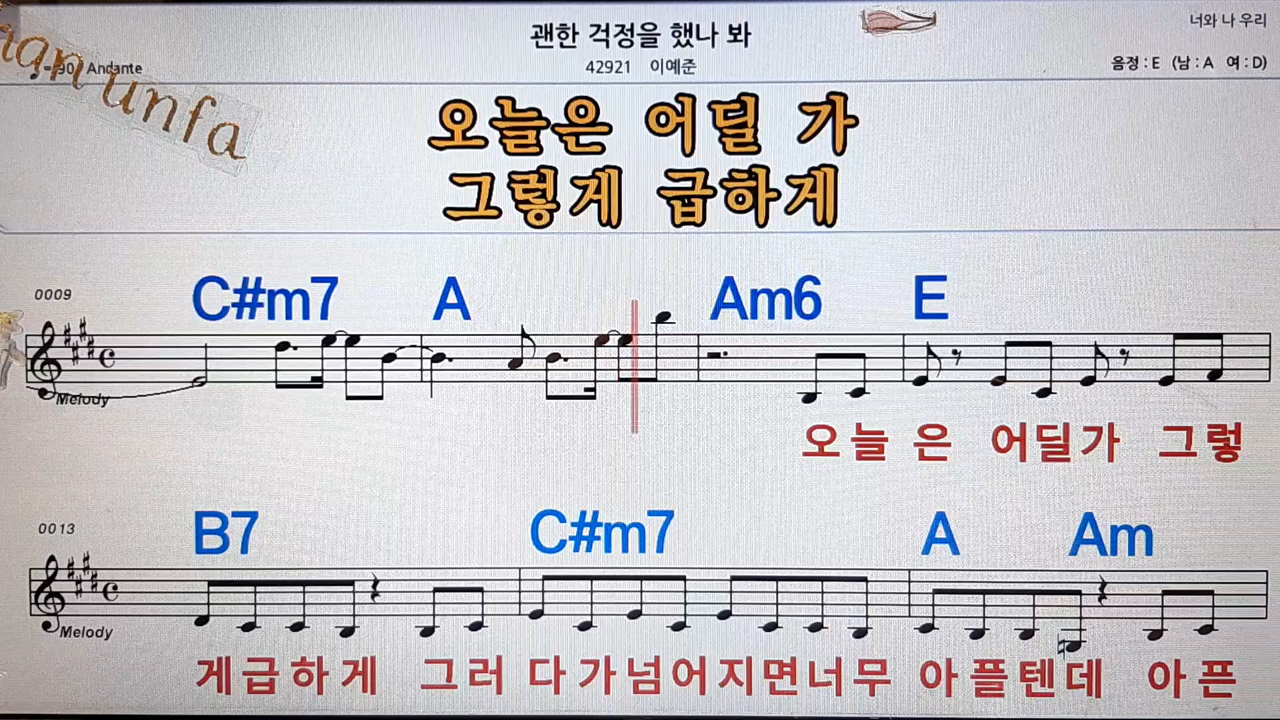 너와 나 우리
괜한 걱정을 했나 봐
= 90 Andante
42921 이예준
음정 : E (남 : A 여 : D)
unfa
오늘은 어딜 가
그렇게 급하게
C#m7 A Am6 E
0009
Melody
오늘 은 어딜가 그렇
B7 C#m7 A Am
0013
Melody
게급하게 그러 다가넘어지면너무 아플텐데 아픈